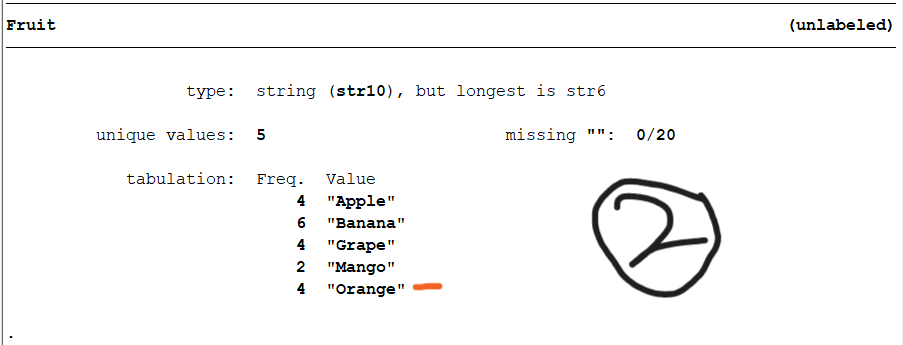 Fruit (unlabeled)
type: string (str10), but longest is str6
unique values: 5 missing "": 0/20
tabulation: Freq. Value
4 "Apple"
6 "Banana"
4 "Grape"
2 "Mango"
4 "Orange"
2
.